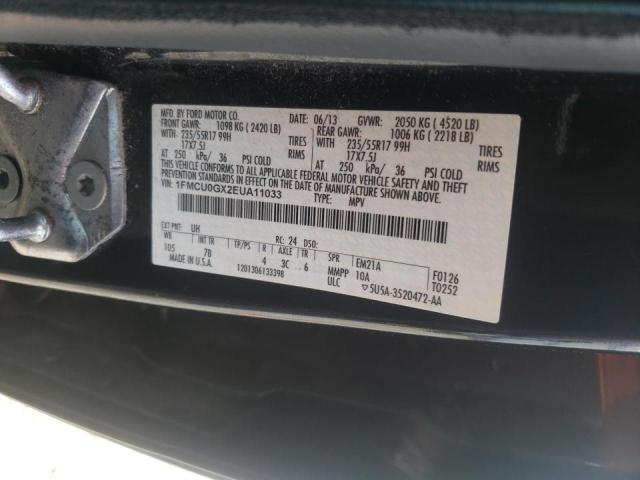 MFD. BY FORD MOTOR CO.
DATE: 06/13 GVWR: 2050 KG ( 4520 LB)
FRONT GAWR: 1098 KG ( 2420 LB) REAR GAWR: 1006 KG ( 2218 LB)
WITH 235/55R17 99H TIRES WITH 235/55R17 99H TIRES
17X7.5J RIMS 17X7.5J RIMS
AT 250 kPa/ 36 PSI COLD AT 250 kPa/ 36 PSI COLD
THIS VEHICLE CONFORMS TO ALL APPLICABLE FEDERAL MOTOR VEHICLE SAFETY AND BUMPER STANDARDS AND THEFT PREVENTION STANDARDS IN EFFECT ON THE DATE OF MANUFACTURE SHOWN ABOVE.
VIN: 1FMCU0GX2EUA11033
TYPE: MPV
EXT PNT: UH RC: 24 DSO:
WB INT TR TP/PS R AXLE TR SPR EM21A
105 7B 4 3C 6 MMPP 10A F0126
MADE IN U.S.A. 1201306133398 ULC ▽5U5A-3520472-AA T0252